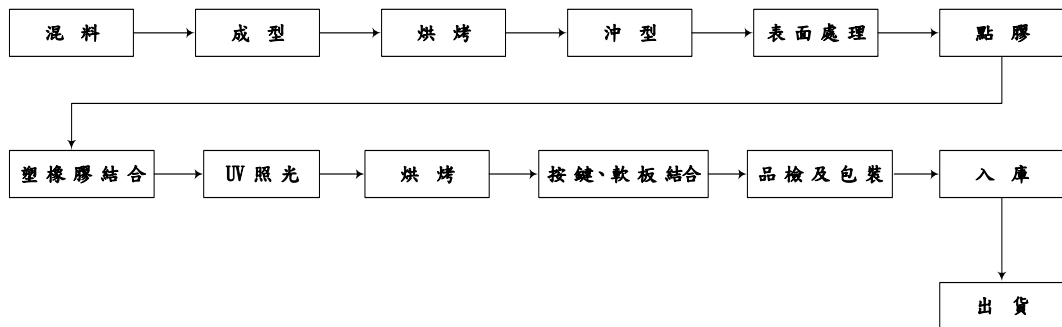 混料
成型
烘烤
沖型
表面處理
點膠
塑橡膠結合
UV照光
烘烤
按鍵、軟板結合
品檢及包裝
入庫
出貨